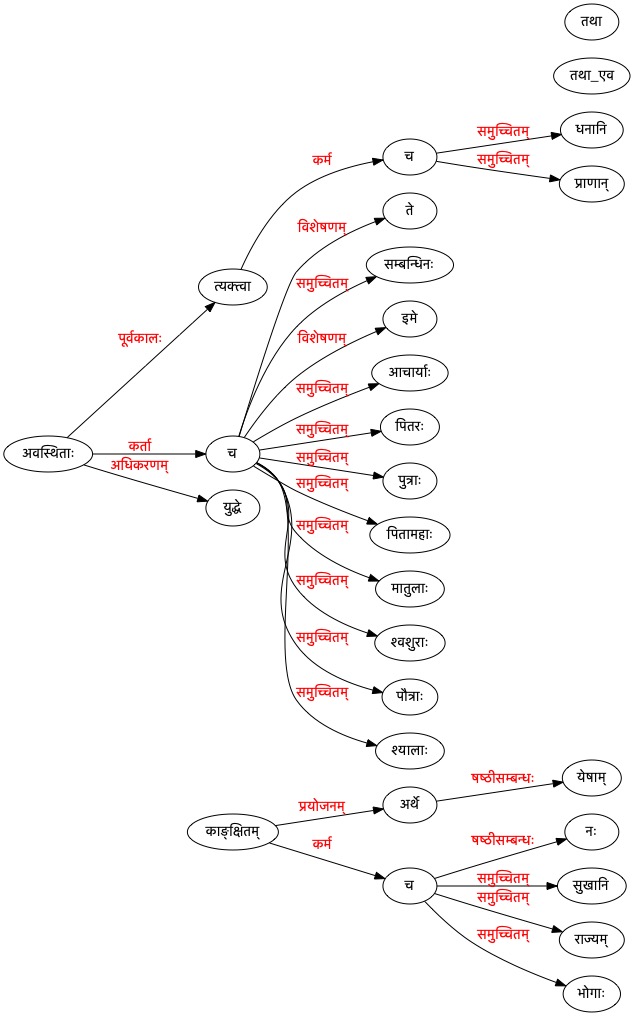 तथा
तथा_एव
समुच्चितम्
धनानि
कर्म
च
समुच्चितम्
प्राणान्
विशेषणम्
ते
समुच्चितम्
सम्बन्धिनः
त्यक्त्वा
विशेषणम्
इमे
पूर्वकालः
समुच्चितम्
आचार्याः
समुच्चितम्
पितरः
अवस्थिताः
कर्ता
च
समुच्चितम्
अधिकरणम्
समुच्चितम्
पुत्राः
युद्धे
समुच्चितम्
पितामहाः
समुच्चितम्
मातुलाः
समुच्चितम्
श्वशुराः
समुच्चितम्
पौत्राः
समुच्चितम्
श्यालाः
षष्ठीसम्बन्धः
येषाम्
प्रयोजनम्
अर्थे
काङ्क्षितम्
कर्म
षष्ठीसम्बन्धः
नः
च
समुच्चितम्
सुखानि
समुच्चितम्
राज्यम्
समुच्चितम्
भोगाः